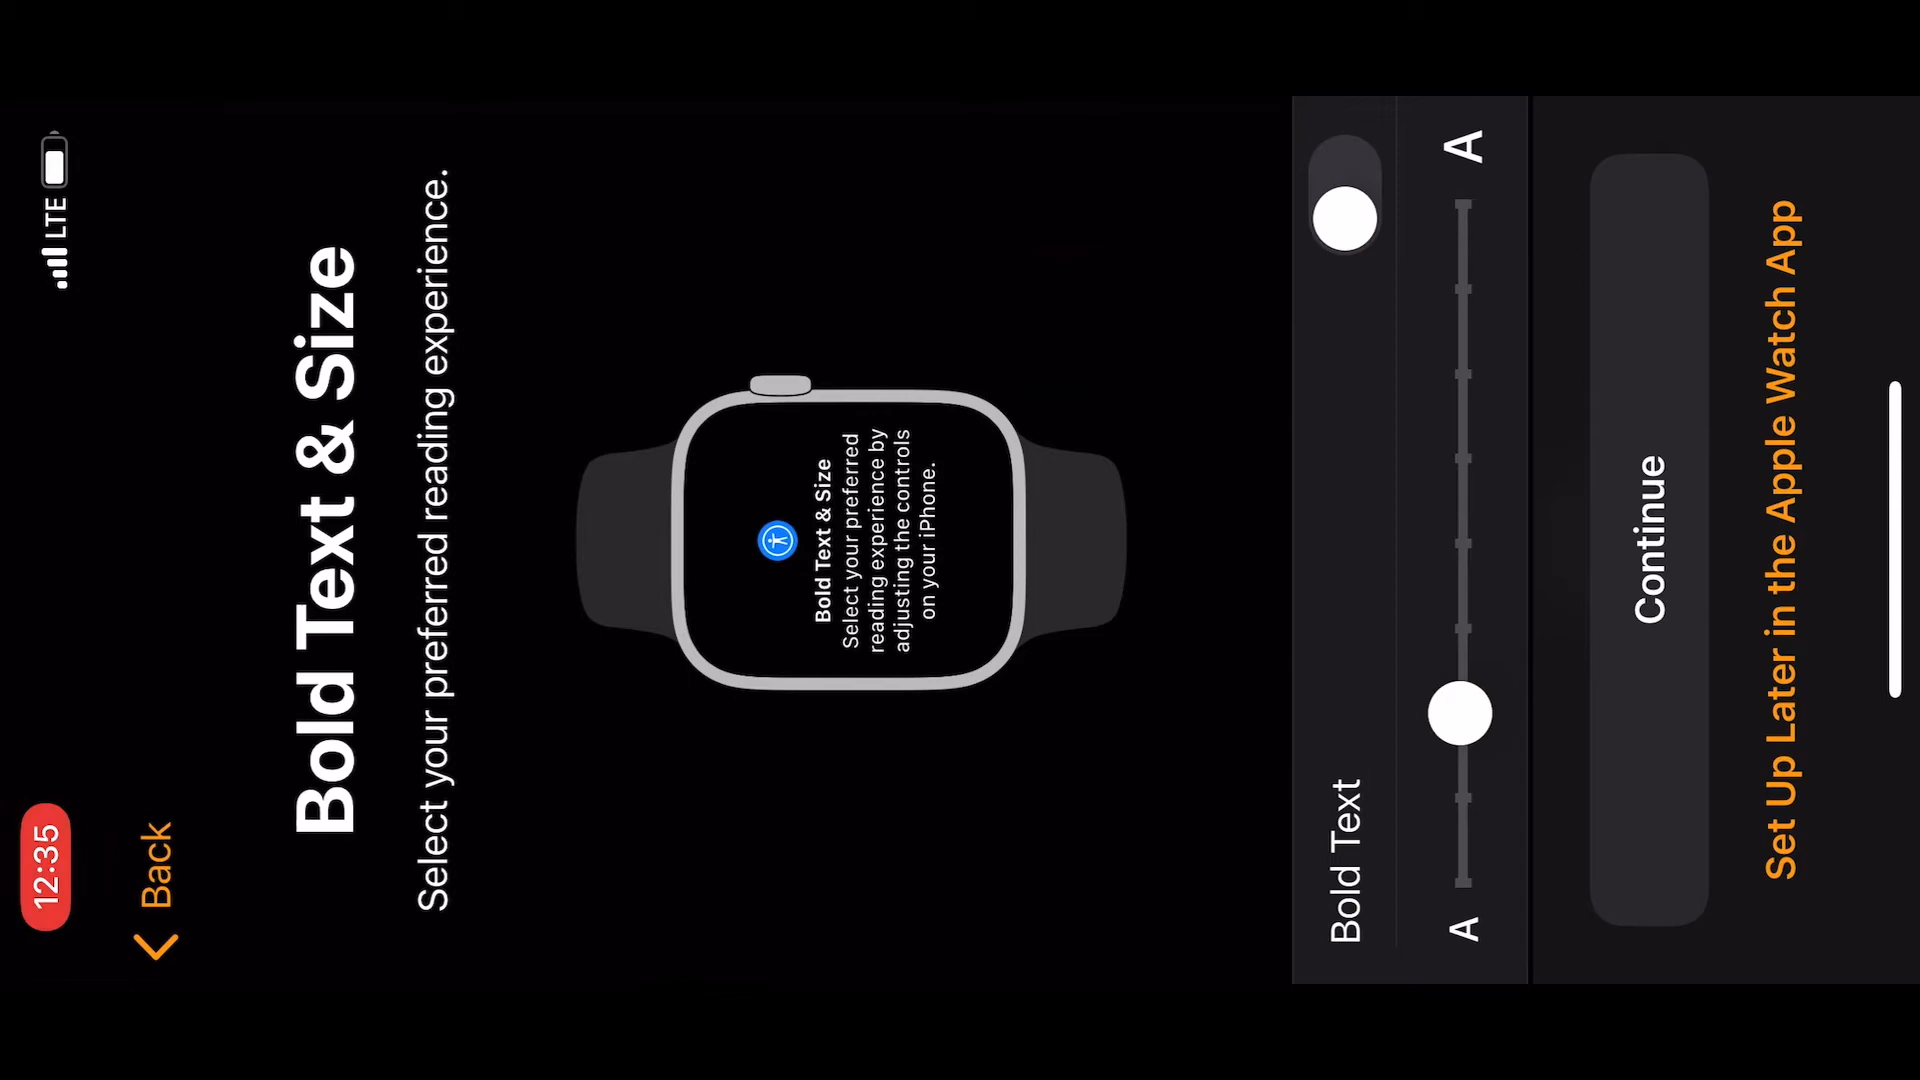 12:35
LTE
Back
Bold Text & Size
Select your preferred reading experience.
Bold Text & Size
Select your preferred
reading experience by
adjusting the controls
on your iPhone.
Bold Text
A A
Continue
Set Up Later in the Apple Watch App